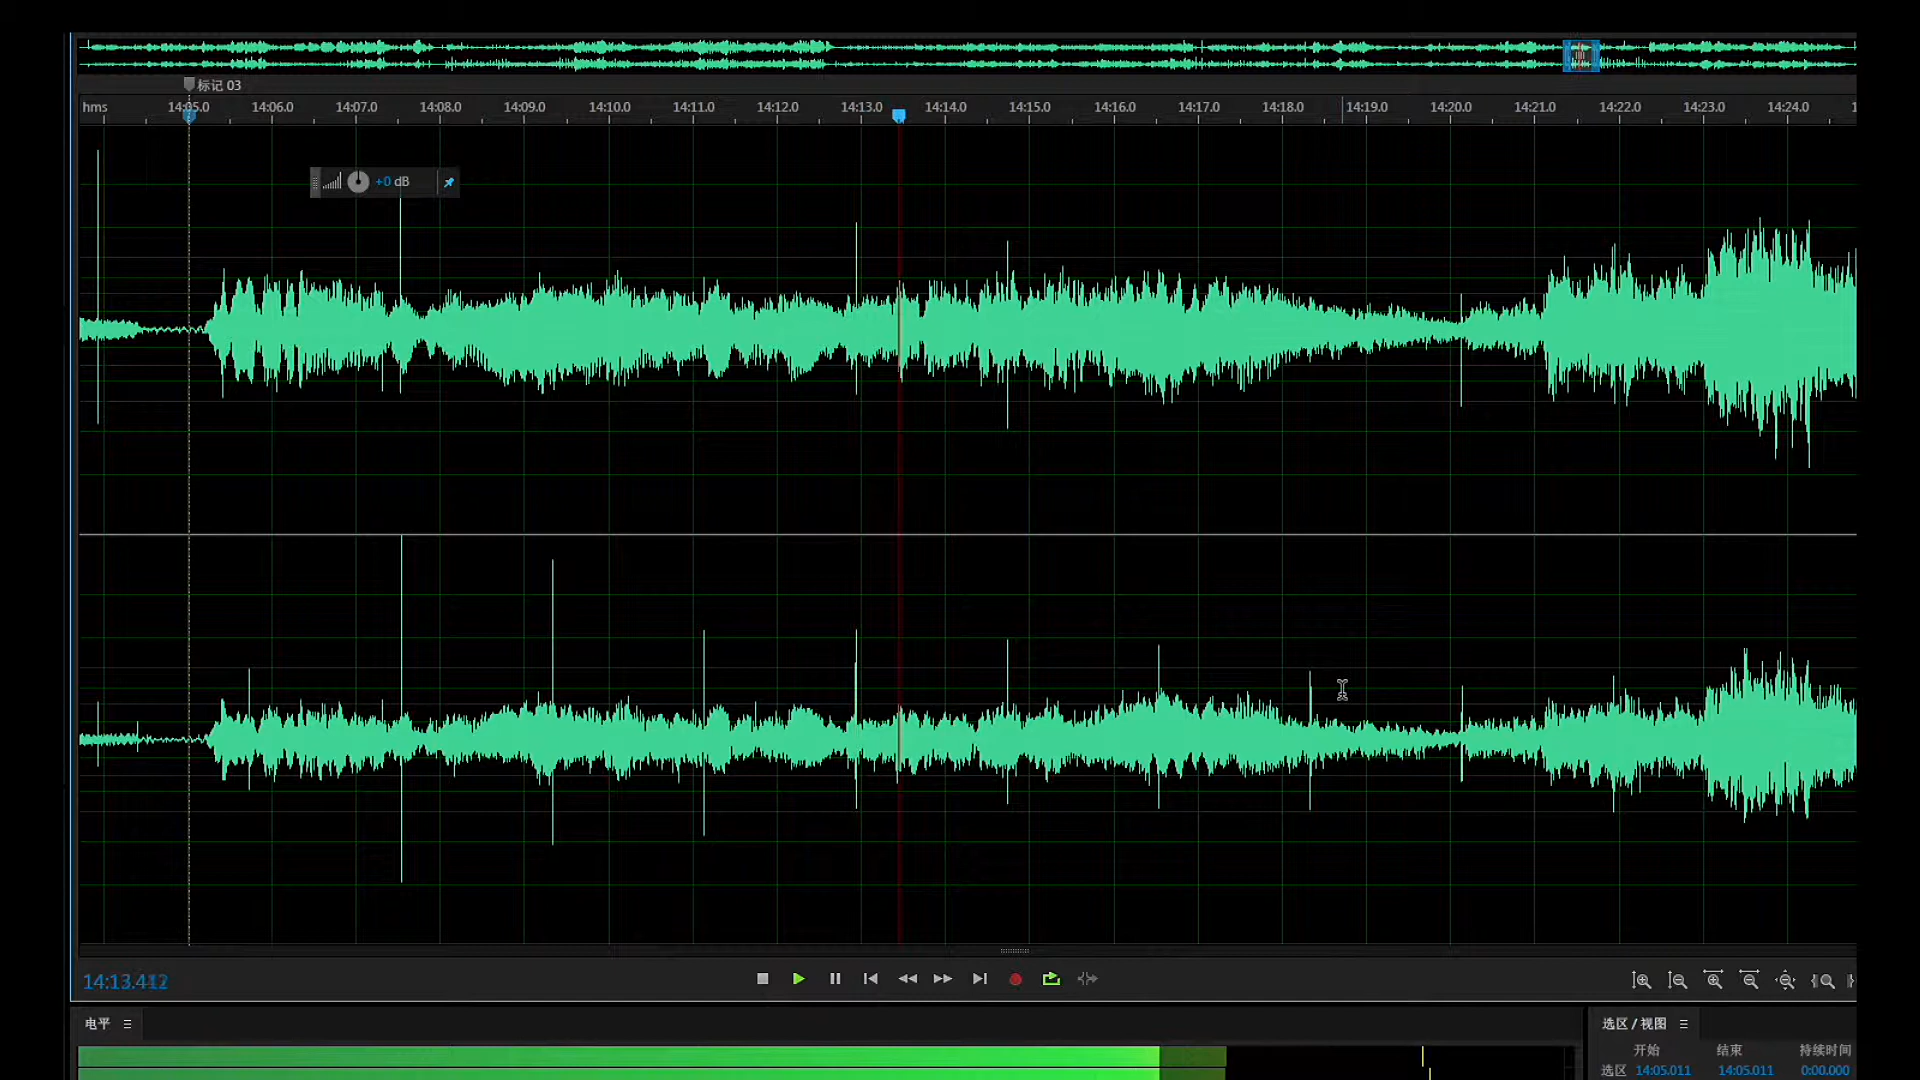 标记 03
hms 14:05.0 14:06.0 14:07.0 14:08.0 14:09.0 14:10.0 14:11.0 14:12.0 14:13.0 14:14.0 14:15.0 14:16.0 14:17.0 14:18.0 14:19.0 14:20.0 14:21.0 14:22.0 14:23.0 14:24.0 1
+0 dB
电平
选区 / 视图
开始 结束 持续时间
选区 14:05.011 14:05.011 0:00.000